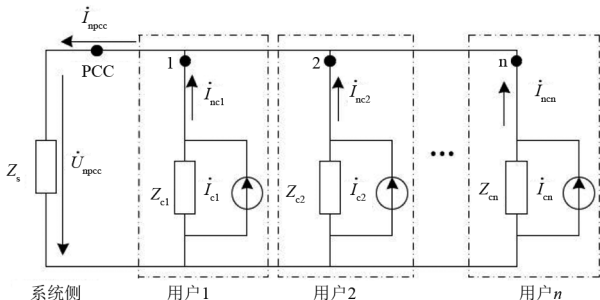 İnpcc
PCC
1
2
n
İnc1
İnc2
İncn
Zs
U̇npcc
Zc1
İc1
Zc2
İc2
•••
Zcn
İcn
系统侧
用户1
用户2
用户n